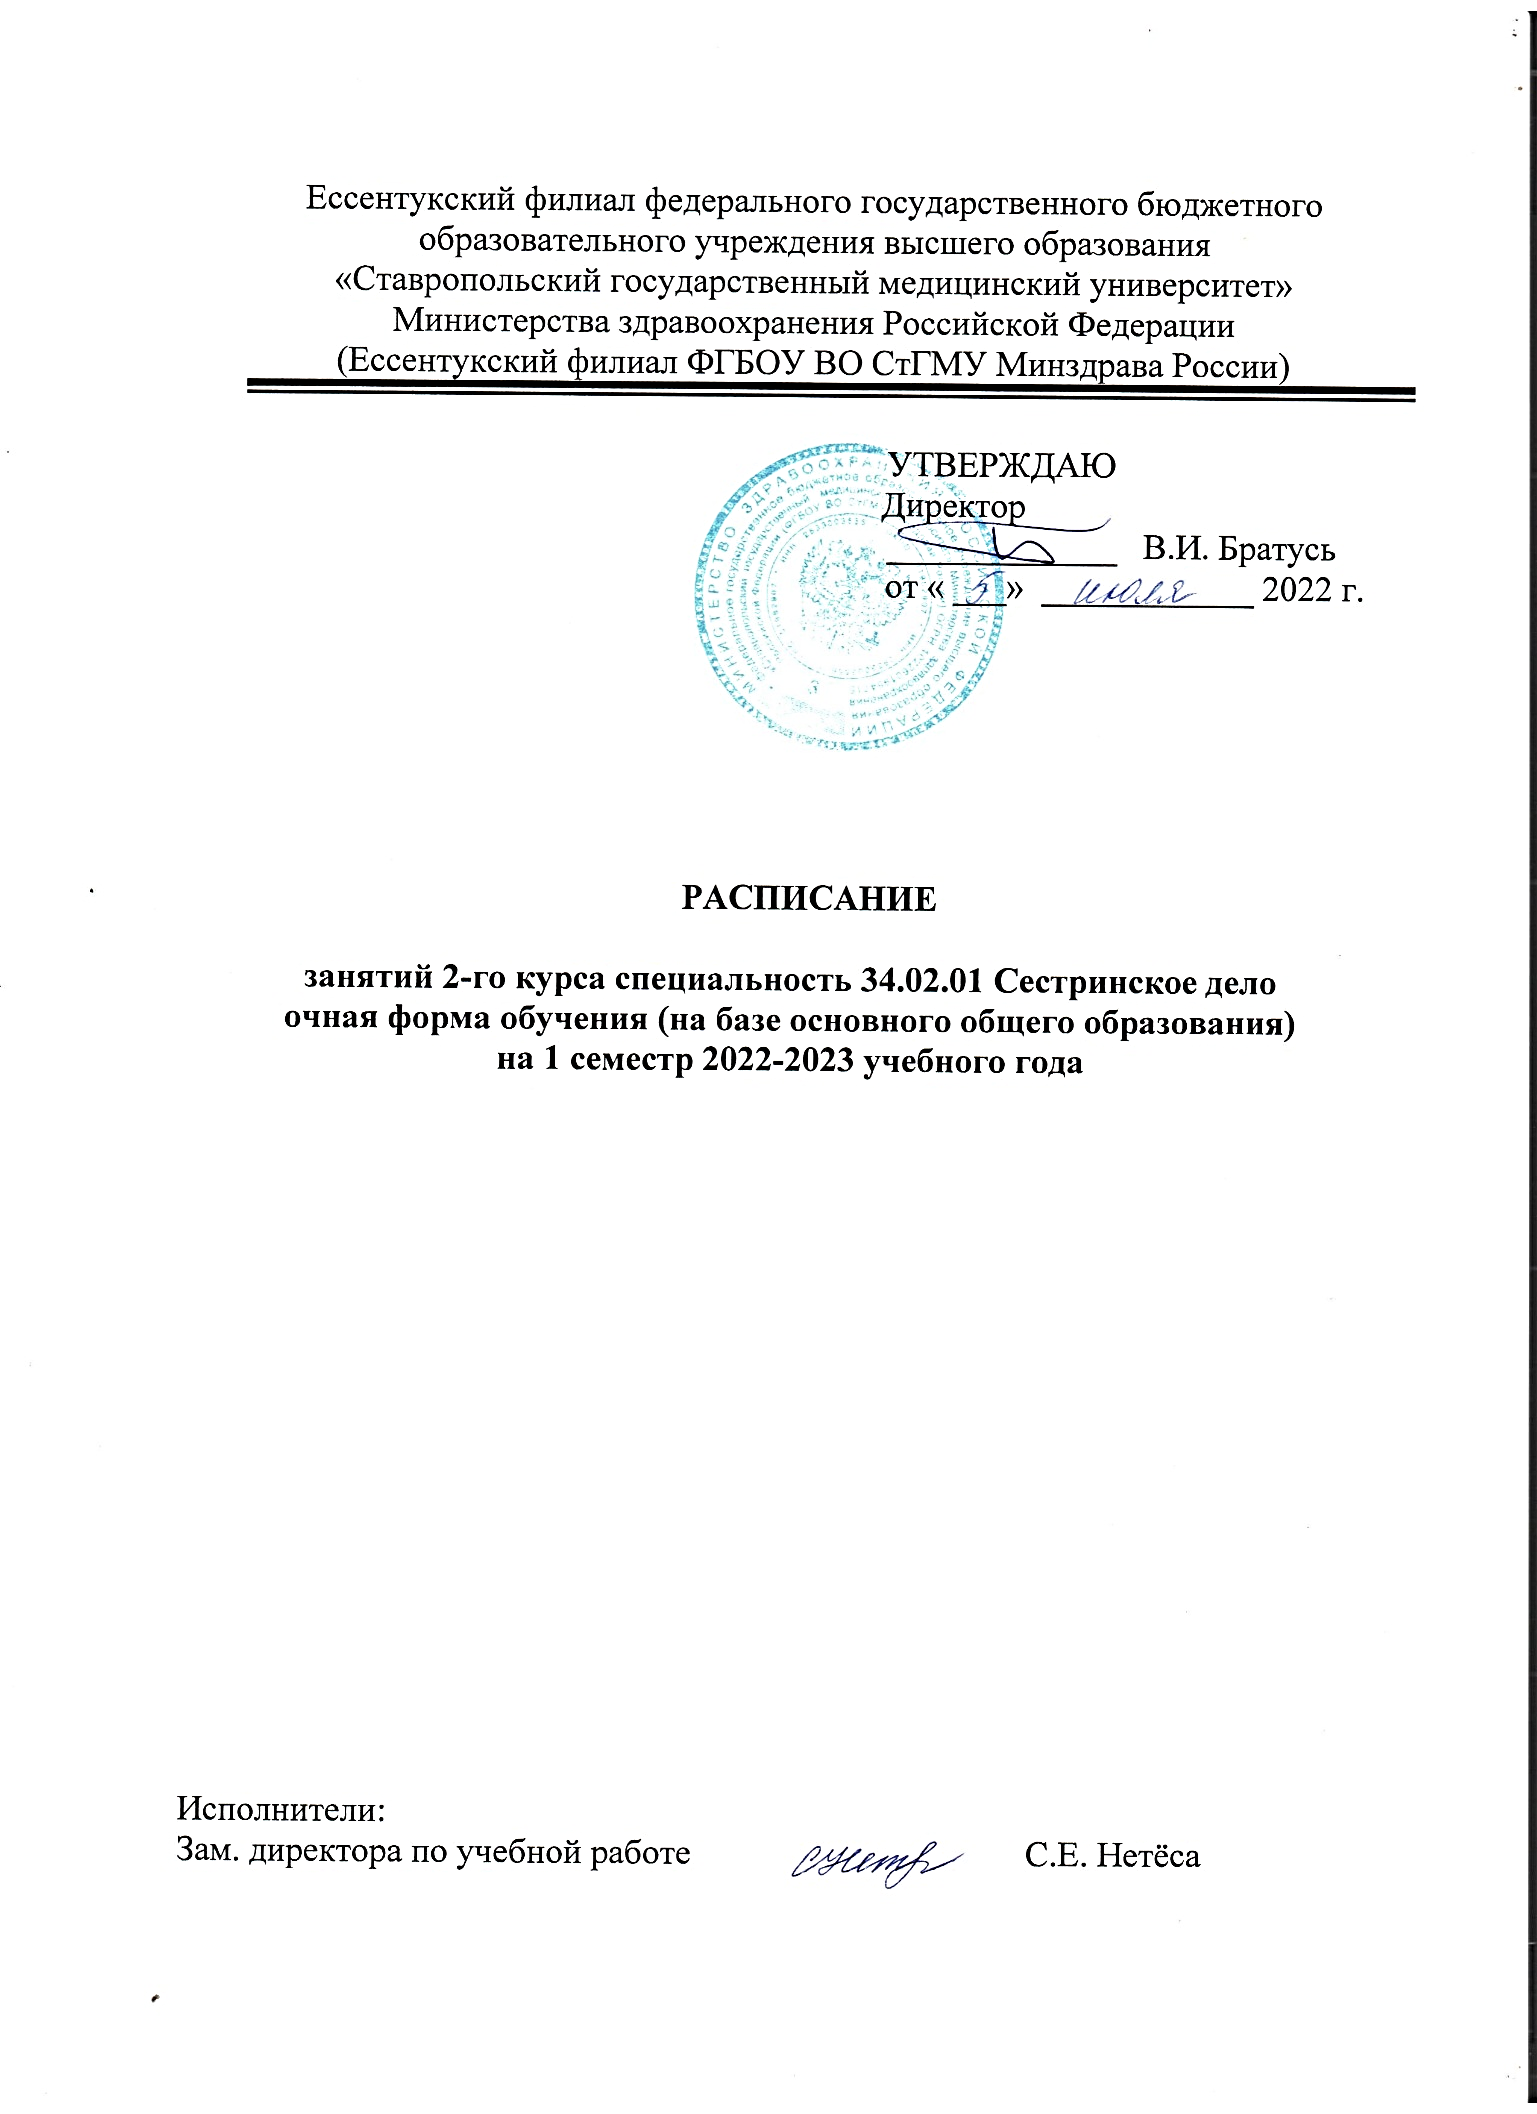 Ессентукский филиал федерального государственного бюджетного
образовательного учреждения высшего образования
«Ставропольский государственный медицинский университет»
Министерства здравоохранения Российской Федерации
(Ессентукский филиал ФГБОУ ВО СтГМУ Минздрава России)
УТВЕРЖДАЮ
Директор
В.И. Братусь
от « 5 » июля 2022 г.
РАСПИСАНИЕ
занятий 2-го курса специальность 34.02.01 Сестринское дело
очная форма обучения (на базе основного общего образования)
на 1 семестр 2022-2023 учебного года
Исполнители:
Зам. директора по учебной работе С.Е. Нетёса